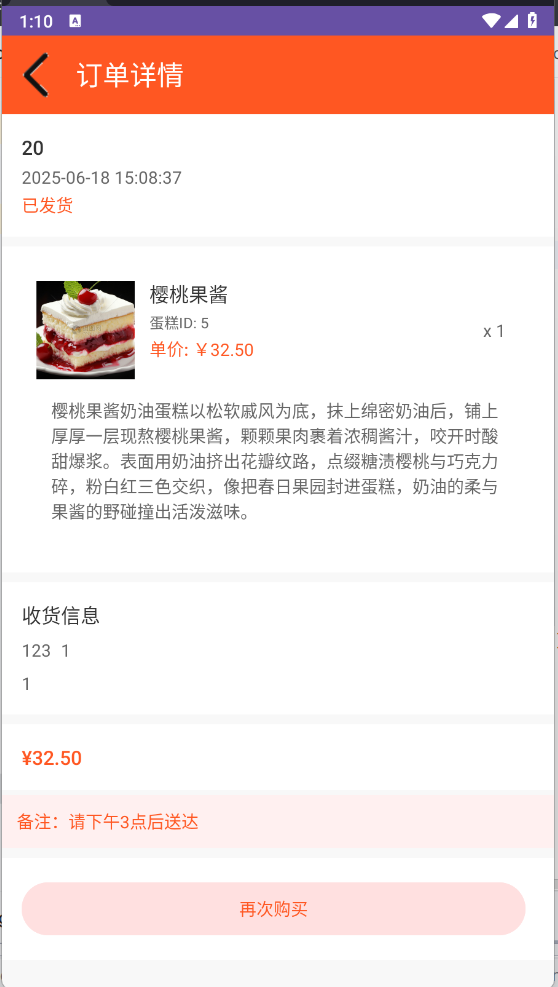 1:10
订单详情
20
2025-06-18 15:08:37
已发货
樱桃果酱
蛋糕ID: 5
单价: ￥32.50
x 1
樱桃果酱奶油蛋糕以松软戚风为底，抹上绵密奶油后，铺上
厚厚一层现熬樱桃果酱，颗颗果肉裹着浓稠酱汁，咬开时酸
甜爆浆。表面用奶油挤出花瓣纹路，点缀糖渍樱桃与巧克力
碎，粉白红三色交织，像把春日果园封进蛋糕，奶油的柔与
果酱的野碰撞出活泼滋味。
收货信息
123 1
1
¥32.50
备注：请下午3点后送达
再次购买